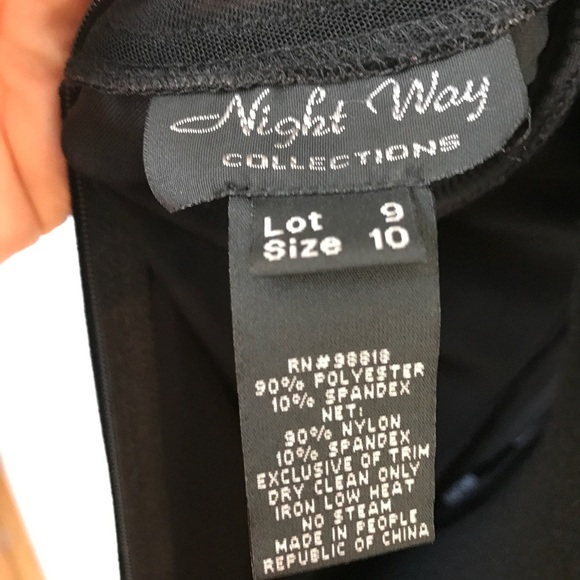 Night Way
COLLECTIONS
Lot 9
Size 10
RN#98818
90% POLYESTER
10% SPANDEX
NET:
90% NYLON
10% SPANDEX
EXCLUSIVE OF TRIM
DRY CLEAN ONLY
IRON LOW HEAT
NO STEAM
MADE IN PEOPLE
REPUBLIC OF CHINA